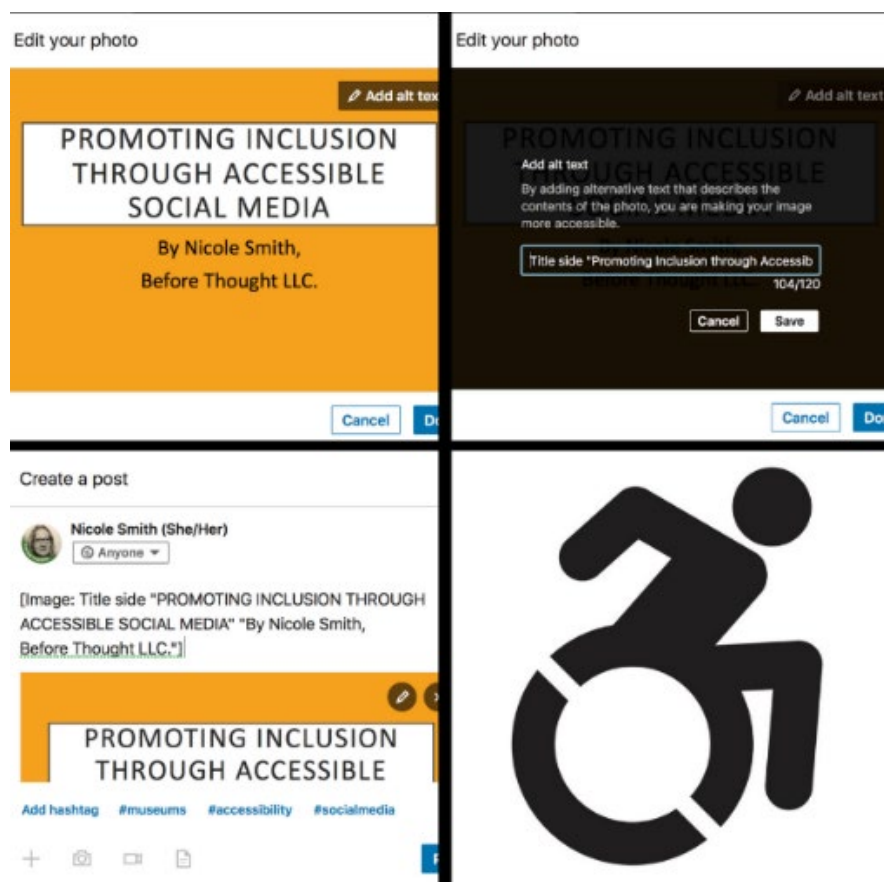 Edit your photo
Add alt
PROMOTING INCLUSION
THROUGH ACCESSIBLE
SOCIAL MEDIA
By Nicole Smith,
Before Thought LLC.
Cancel
Edit your photo
Add alt text
PROMOTING INCLUSION
THROUGH ACCESSIBLE
Add alt text
By adding alternative text that describes the
contents of the photo, you are making your image
more accessible.
Title side "Promoting Inclusion through Accessib
104/120
Cancel Save
Cancel
Create a post
Nicole Smith (She/Her)
Anyone
[Image: Title side "PROMOTING INCLUSION THROUGH
ACCESSIBLE SOCIAL MEDIA" "By Nicole Smith,
Before Thought LLC."]
PROMOTING INCLUSION
THROUGH ACCESSIBLE
Add hashtag #museums #accessibility #socialmedia